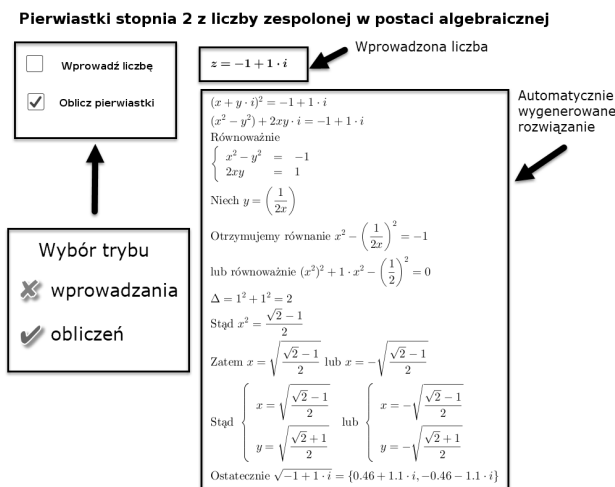 Pierwiastki stopnia 2 z liczby zespolonej w postaci algebraicznej
Wprowadź liczbę
Oblicz pierwiastki
z = −1 + 1 · i
Wprowadzona liczba
(x + y · i)² = −1 + 1 · i
(x² − y²) + 2xy · i = −1 + 1 · i
Równoważnie
{ x² − y² = −1
2xy = 1
Niech y = (1/2x)
Otrzymujemy równanie x² − (1/2x)² = −1
lub równoważnie (x²)² + 1 · x² − (1/2)² = 0
Δ = 1² + 1² = 2
Stąd x² = (√2 − 1)/2
Zatem x = √((√2 − 1)/2) lub x = −√((√2 − 1)/2)
Stąd { x = √((√2 − 1)/2) lub { x = −√((√2 − 1)/2)
y = √((√2 + 1)/2) y = −√((√2 + 1)/2)
Ostatecznie √(−1 + 1 · i) = {0.46 + 1.1 · i, −0.46 − 1.1 · i}
Automatycznie
wygenerowane
rozwiązanie
Wybór trybu
wprowadzania
obliczeń